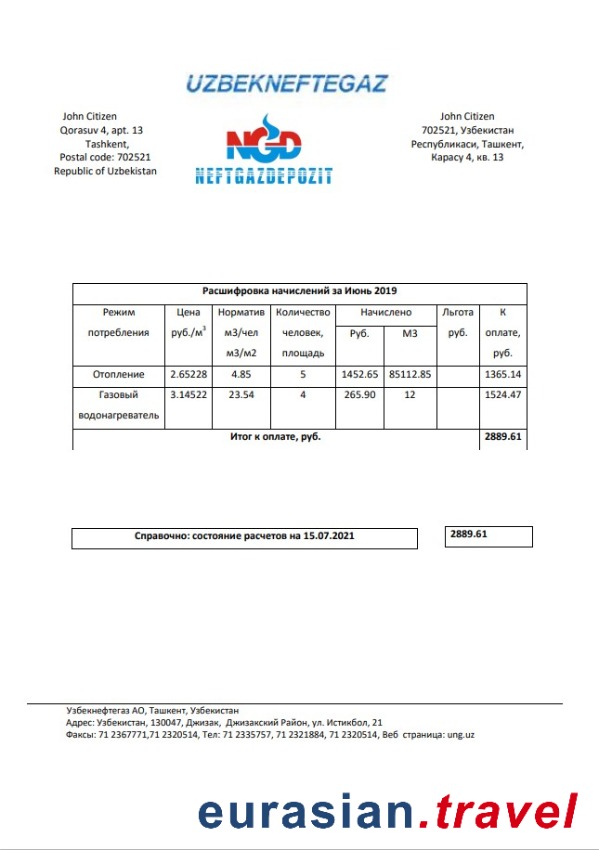 UZBEKNEFTEGAZ
John Citizen
Qorasuv 4, apt. 13
Tashkent,
Postal code: 702521
Republic of Uzbekistan
NGD
NEFTGAZDEPOZIT
John Citizen
702521, Узбекистан
Республикаси, Ташкент,
Карасу 4, кв. 13
Расшифровка начислений за Июнь 2019
Режим потребления | Цена руб./м³ | Норматив м3/чел м3/м2 | Количество человек, площадь | Начислено Руб. | Начислено М3 | Льгота руб. | К оплате, руб.
Отопление | 2.65228 | 4.85 | 5 | 1452.65 | 85112.85 | | 1365.14
Газовый водонагреватель | 3.14522 | 23.54 | 4 | 265.90 | 12 | | 1524.47
Итог к оплате, руб. 2889.61
Справочно: состояние расчетов на 15.07.2021 2889.61
Узбекнефтегаз АО, Ташкент, Узбекистан
Адрес: Узбекистан, 130047, Джизак, Джизакский Район, ул. Истикбол, 21
Факсы: 71 2367771,71 2320514, Тел: 71 2335757, 71 2321884, 71 2320514, Веб страница: ung.uz
eurasian.travel